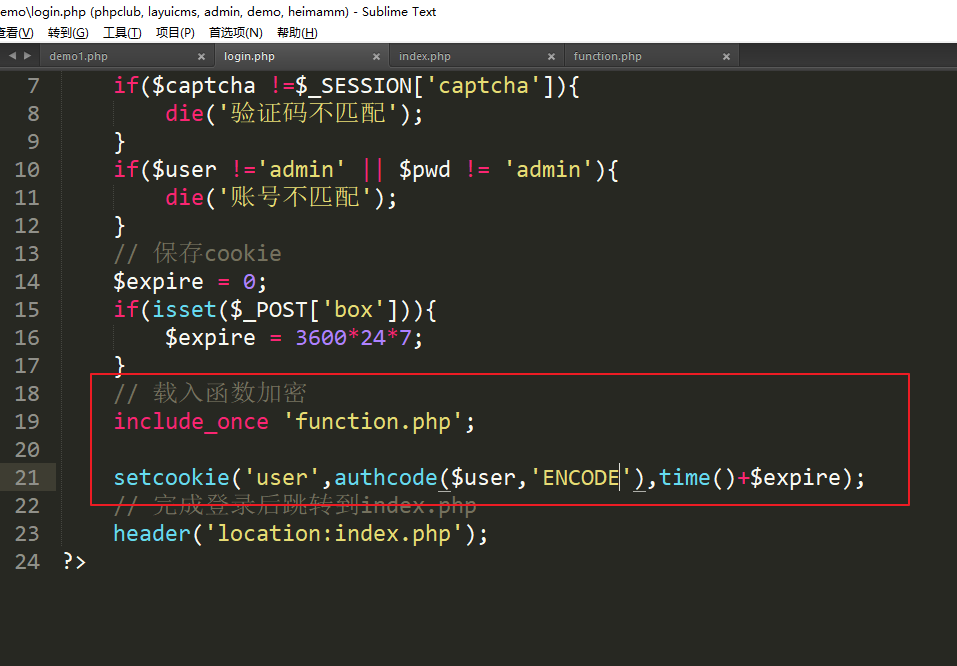 emo\login.php (phpclub, layuicms, admin, demo, heimamm) - Sublime Text
查看(V) 转到(G) 工具(T) 项目(P) 首选项(N) 帮助(H)
demo1.php × login.php × index.php × function.php ×
7 if($captcha !=$_SESSION['captcha']){
8 die('验证码不匹配');
9 }
10 if($user !='admin' || $pwd != 'admin'){
11 die('账号不匹配');
12 }
13 // 保存cookie
14 $expire = 0;
15 if(isset($_POST['box'])){
16 $expire = 3600*24*7;
17 }
18 // 载入函数加密
19 include_once 'function.php';
20
21 setcookie('user',authcode($user,'ENCODE'),time()+$expire);
22 // 完成登录后跳转到index.php
23 header('location:index.php');
24 ?>